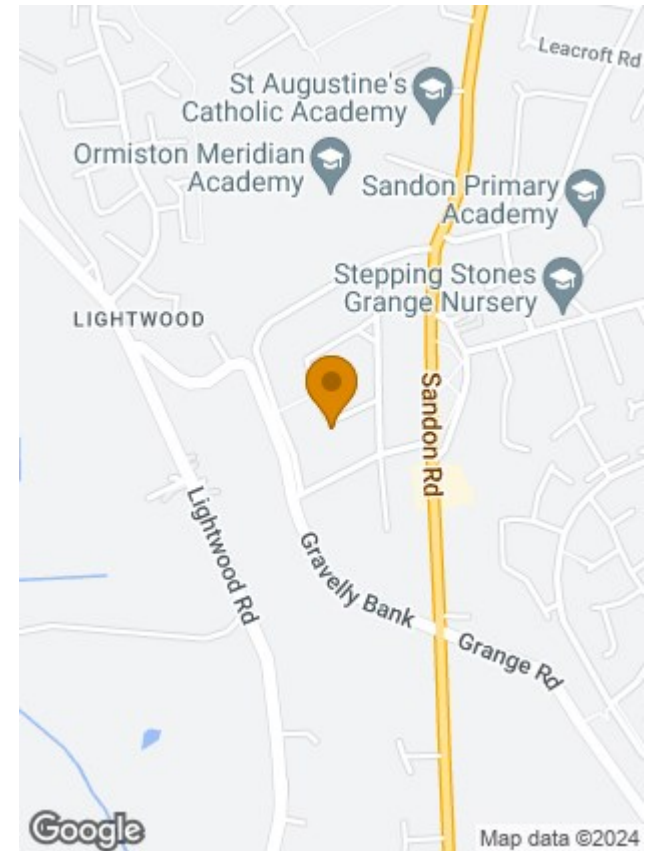 Leacroft Rd
St Augustine's
Catholic Academy
Ormiston Meridian
Academy
Sandon Primary
Academy
Stepping Stones
Grange Nursery
LIGHTWOOD
Sandon Rd
Lightwood Rd
Gravelly Bank
Grange Rd
Google
Map data ©2024